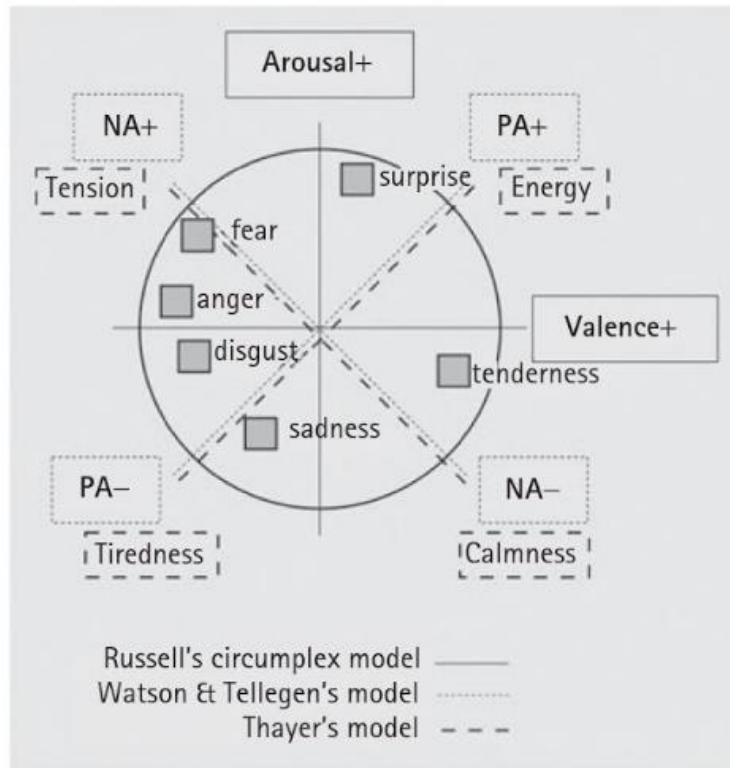 Arousal+
NA+
PA+
Tension
surprise
Energy
fear
anger
Valence+
disgust
tenderness
sadness
PA−
NA−
Tiredness
Calmness
Russell's circumplex model
Watson & Tellegen's model
Thayer's model